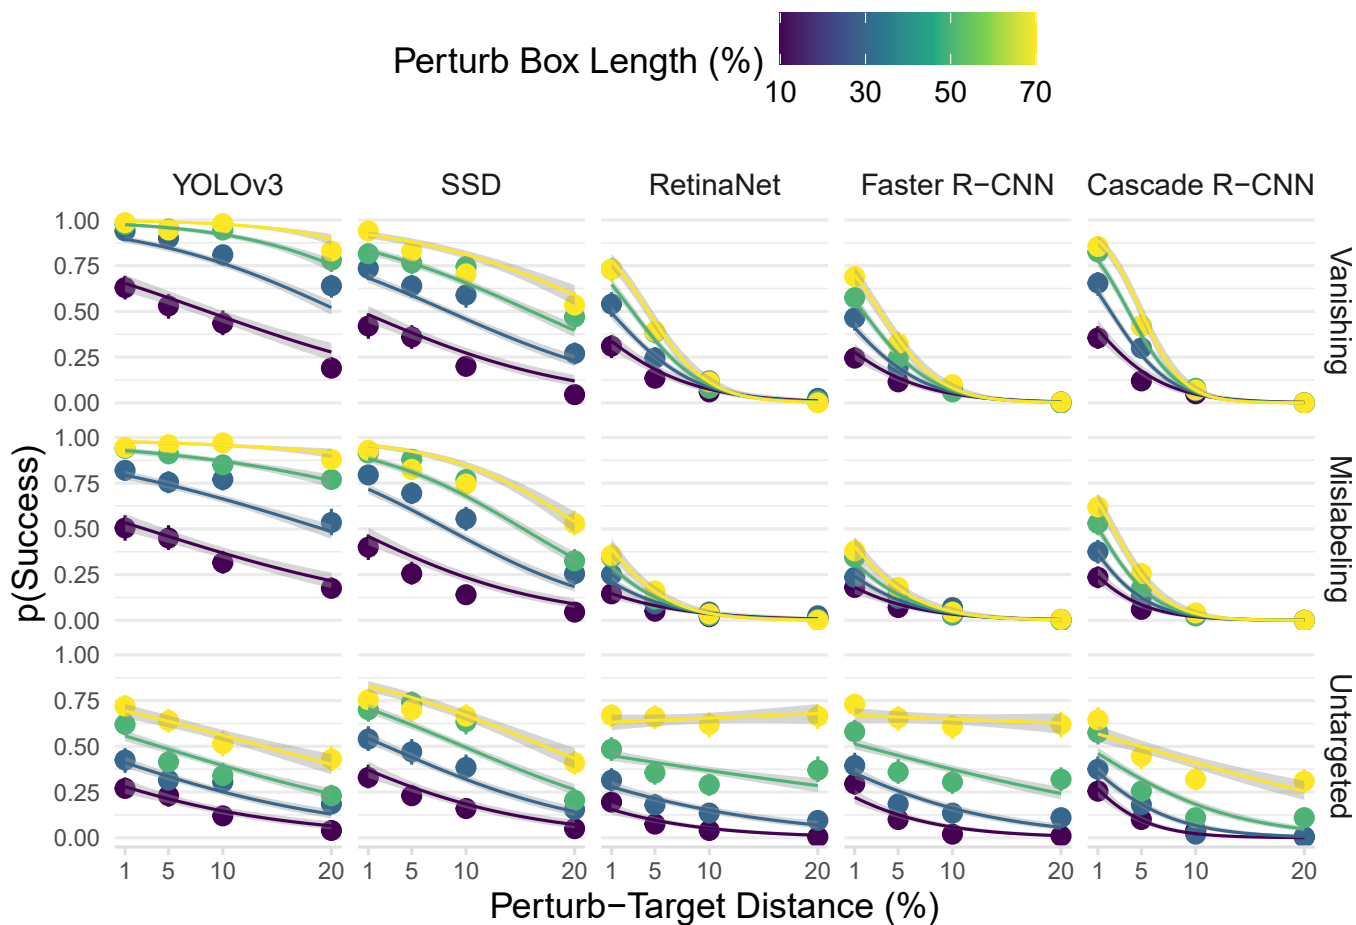 Perturb Box Length (%)
10 30 50 70
YOLOv3 SSD RetinaNet Faster R−CNN Cascade R−CNN
1.00
0.75
0.50
0.25
0.00
Vanishing
1.00
0.75
0.50
0.25
0.00
Mislabeling
1.00
0.75
0.50
0.25
0.00
Untargeted
p(Success)
1 5 10 20 1 5 10 20 1 5 10 20 1 5 10 20 1 5 10 20
Perturb−Target Distance (%)